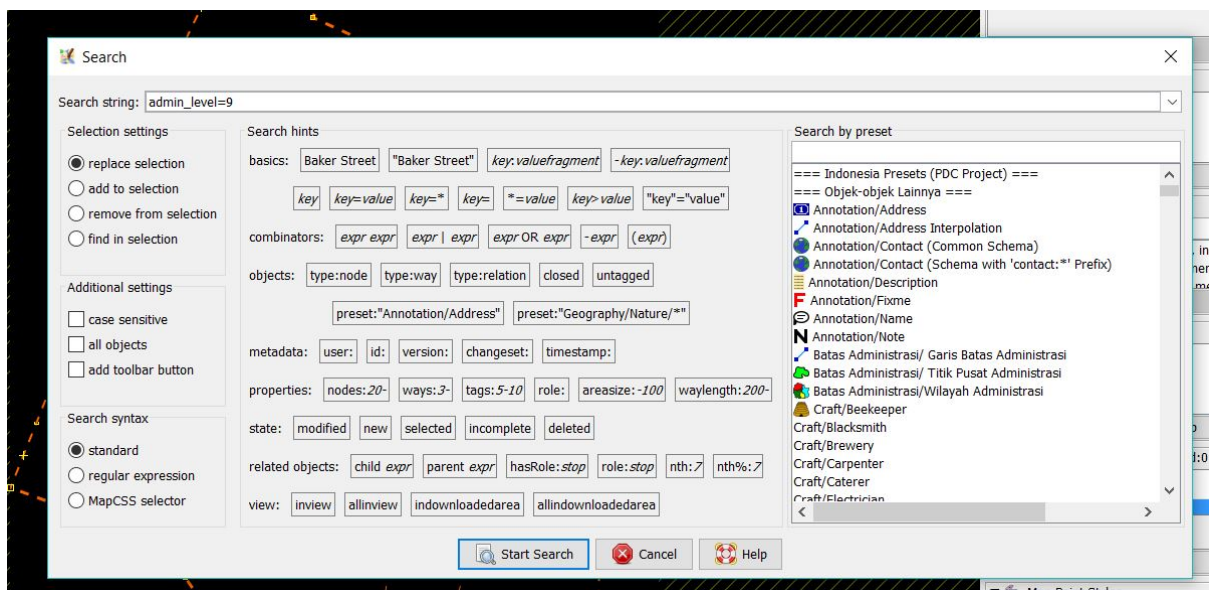 Search
Search string: admin_level=9
Selection settings
replace selection
add to selection
remove from selection
find in selection
Additional settings
case sensitive
all objects
add toolbar button
Search syntax
standard
regular expression
MapCSS selector
Search hints
basics: Baker Street "Baker Street" key:valuefragment -key:valuefragment
key key=value key=* key= *=value key>value "key"="value"
combinators: expr expr expr | expr expr OR expr -expr (expr)
objects: type:node type:way type:relation closed untagged
preset:"Annotation/Address" preset:"Geography/Nature/*"
metadata: user: id: version: changeset: timestamp:
properties: nodes:20- ways:3- tags:5-10 role: areasize:-100 waylength:200-
state: modified new selected incomplete deleted
related objects: child expr parent expr hasRole:stop role:stop nth:7 nth%:7
view: inview allinview indownloadedarea allindownloadedarea
Search by preset
=== Indonesia Presets (PDC Project) ===
=== Objek-objek Lainnya ===
Annotation/Address
Annotation/Address Interpolation
Annotation/Contact (Common Schema)
Annotation/Contact (Schema with 'contact:*' Prefix)
Annotation/Description
Annotation/Fixme
Annotation/Name
Annotation/Note
Batas Administrasi/ Garis Batas Administrasi
Batas Administrasi/ Titik Pusat Administrasi
Batas Administrasi/Wilayah Administrasi
Craft/Beekeeper
Craft/Blacksmith
Craft/Brewery
Craft/Carpenter
Craft/Caterer
Craft/Electrician
Start Search Cancel Help